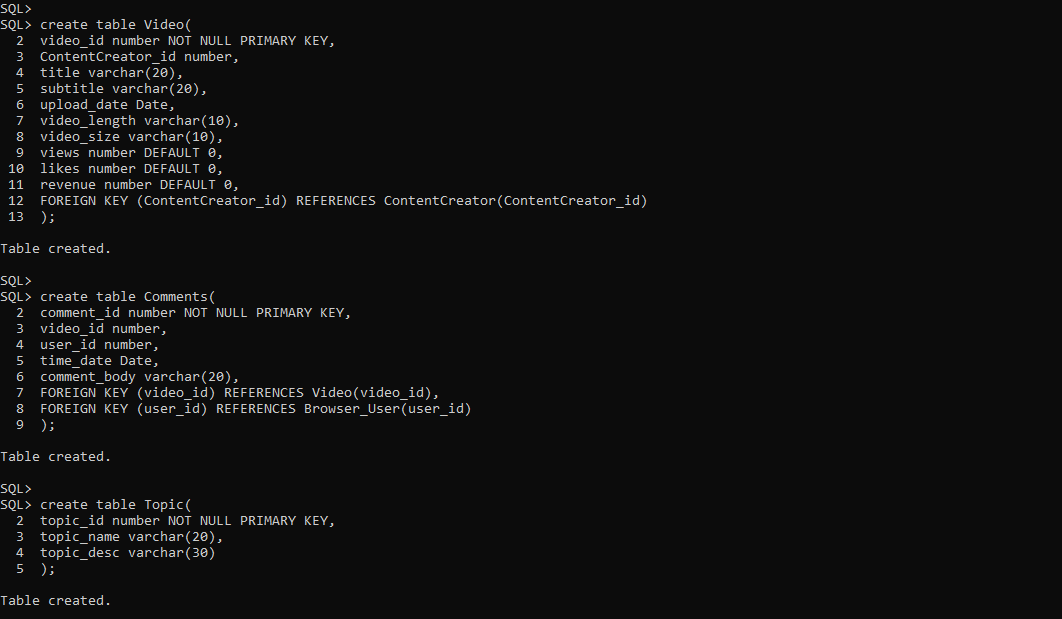 SQL>
SQL> create table Video(
  2  video_id number NOT NULL PRIMARY KEY,
  3  ContentCreator_id number,
  4  title varchar(20),
  5  subtitle varchar(20),
  6  upload_date Date,
  7  video_length varchar(10),
  8  video_size varchar(10),
  9  views number DEFAULT 0,
 10  likes number DEFAULT 0,
 11  revenue number DEFAULT 0,
 12  FOREIGN KEY (ContentCreator_id) REFERENCES ContentCreator(ContentCreator_id)
 13  );
Table created.
SQL>
SQL> create table Comments(
  2  comment_id number NOT NULL PRIMARY KEY,
  3  video_id number,
  4  user_id number,
  5  time_date Date,
  6  comment_body varchar(20),
  7  FOREIGN KEY (video_id) REFERENCES Video(video_id),
  8  FOREIGN KEY (user_id) REFERENCES Browser_User(user_id)
  9  );
Table created.
SQL>
SQL> create table Topic(
  2  topic_id number NOT NULL PRIMARY KEY,
  3  topic_name varchar(20),
  4  topic_desc varchar(30)
  5  );
Table created.